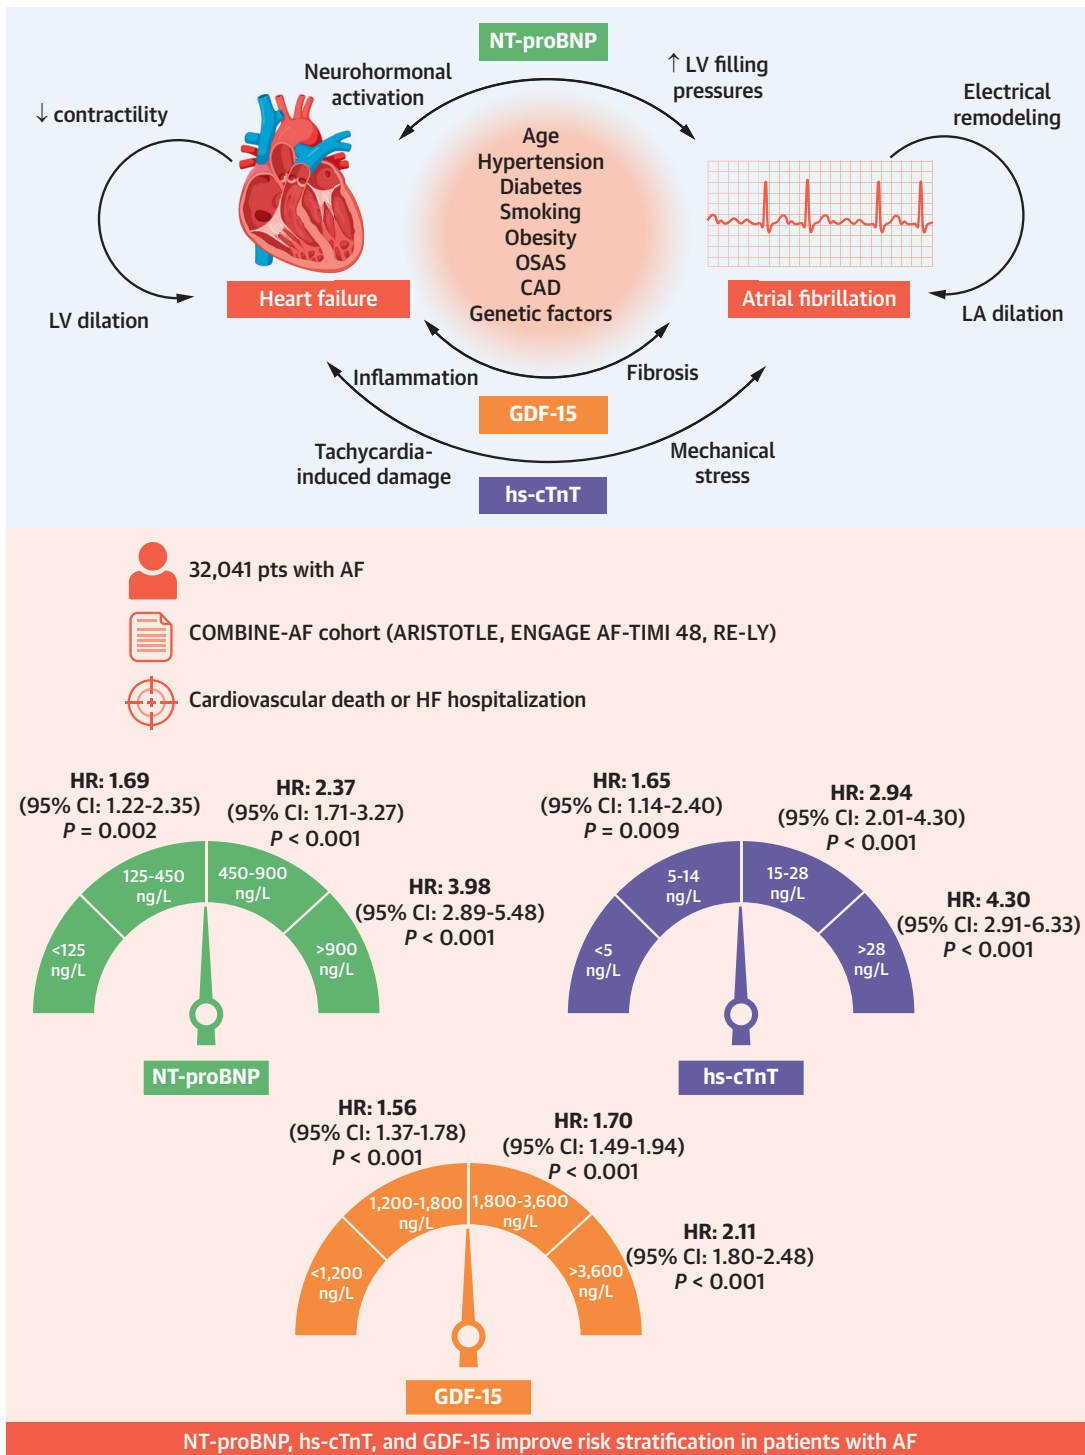 NT-proBNP
Neurohormonal
activation
↑ LV filling
pressures
↓ contractility
Electrical
remodeling
Age
Hypertension
Diabetes
Smoking
Obesity
OSAS
CAD
Genetic factors
Heart failure
Atrial fibrillation
LV dilation
LA dilation
Inflammation
Fibrosis
GDF-15
Tachycardia-
induced damage
Mechanical
stress
hs-cTnT
32,041 pts with AF
COMBINE-AF cohort (ARISTOTLE, ENGAGE AF-TIMI 48, RE-LY)
Cardiovascular death or HF hospitalization
HR: 1.69
(95% CI: 1.22-2.35)
P = 0.002
HR: 2.37
(95% CI: 1.71-3.27)
P < 0.001
HR: 3.98
(95% CI: 2.89-5.48)
P < 0.001
<125
ng/L
125-450
ng/L
450-900
ng/L
>900
ng/L
NT-proBNP
HR: 1.65
(95% CI: 1.14-2.40)
P = 0.009
HR: 2.94
(95% CI: 2.01-4.30)
P < 0.001
HR: 4.30
(95% CI: 2.91-6.33)
P < 0.001
<5
ng/L
5-14
ng/L
15-28
ng/L
>28
ng/L
hs-cTnT
HR: 1.56
(95% CI: 1.37-1.78)
P < 0.001
HR: 1.70
(95% CI: 1.49-1.94)
P < 0.001
HR: 2.11
(95% CI: 1.80-2.48)
P < 0.001
<1,200
ng/L
1,200-1,800
ng/L
1,800-3,600
ng/L
>3,600
ng/L
GDF-15
NT-proBNP, hs-cTnT, and GDF-15 improve risk stratification in patients with AF